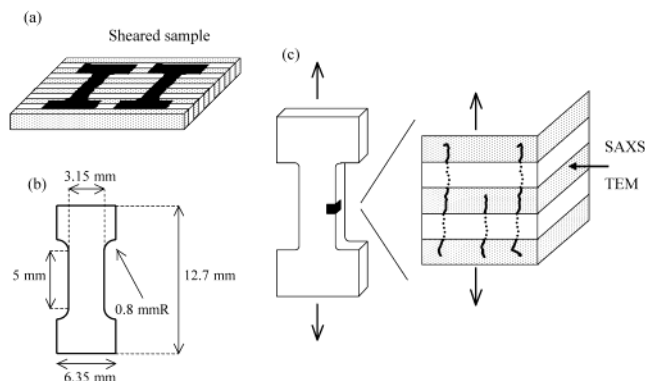 (a)
Sheared sample
(b)
3.15 mm
5 mm
0.8 mmR
12.7 mm
6.35 mm
(c)
SAXS
TEM